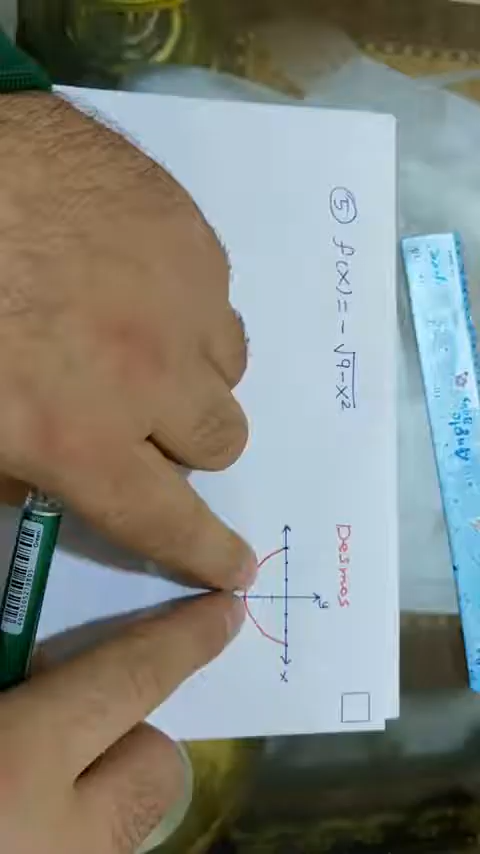 ⑤ f(x) = -√(9-x²)
Desmos
y
x
Angle